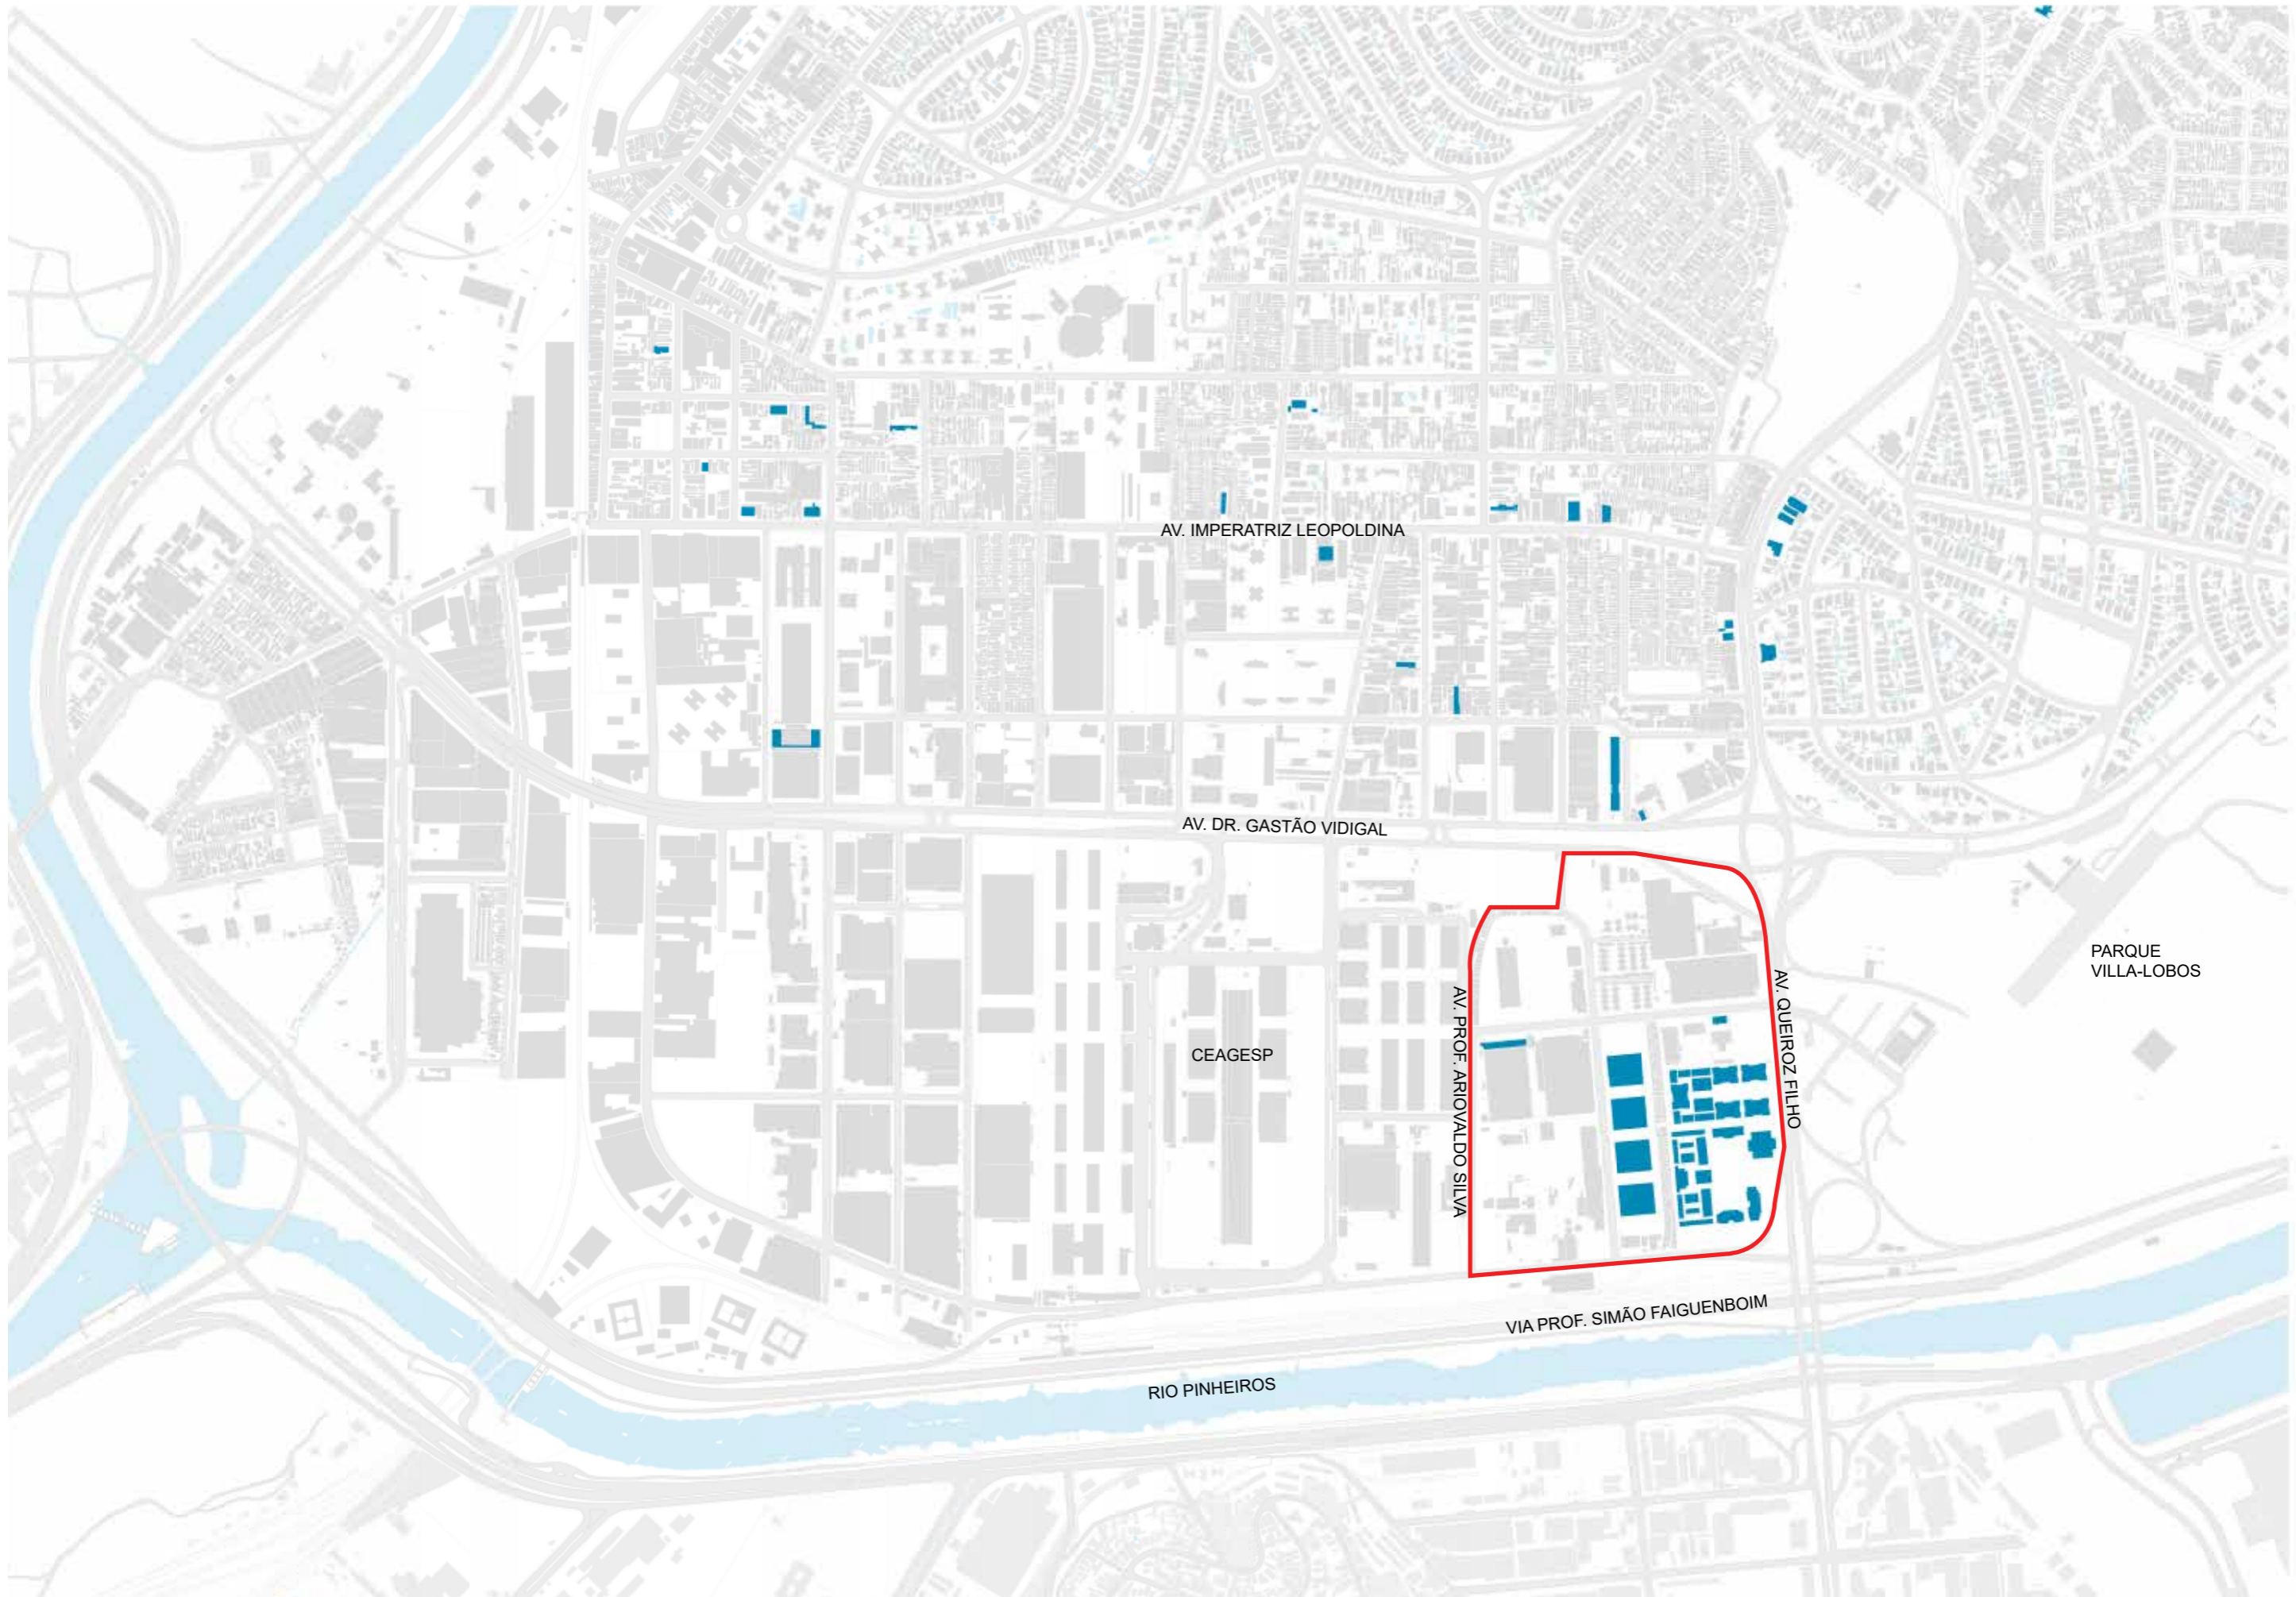 AV. IMPERATRIZ LEOPOLDINA
AV. DR. GASTÃO VIDIGAL
PARQUE
VILLA-LOBOS
AV. QUEIROZ FILHO
AV. PROF. ARIOVALDO SILVA
CEAGESP
VIA PROF. SIMÃO FAIGUENBOIM
RIO PINHEIROS